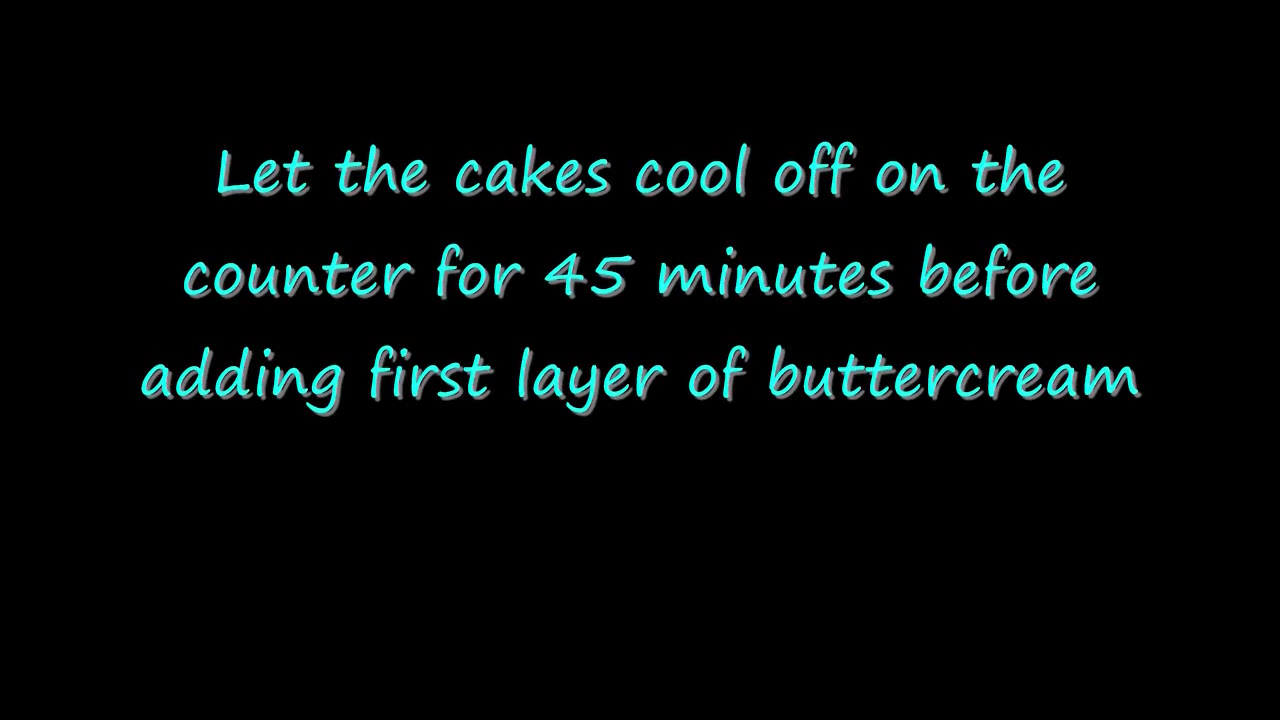 Let the cakes cool off on the
counter for 45 minutes before
adding first layer of buttercream